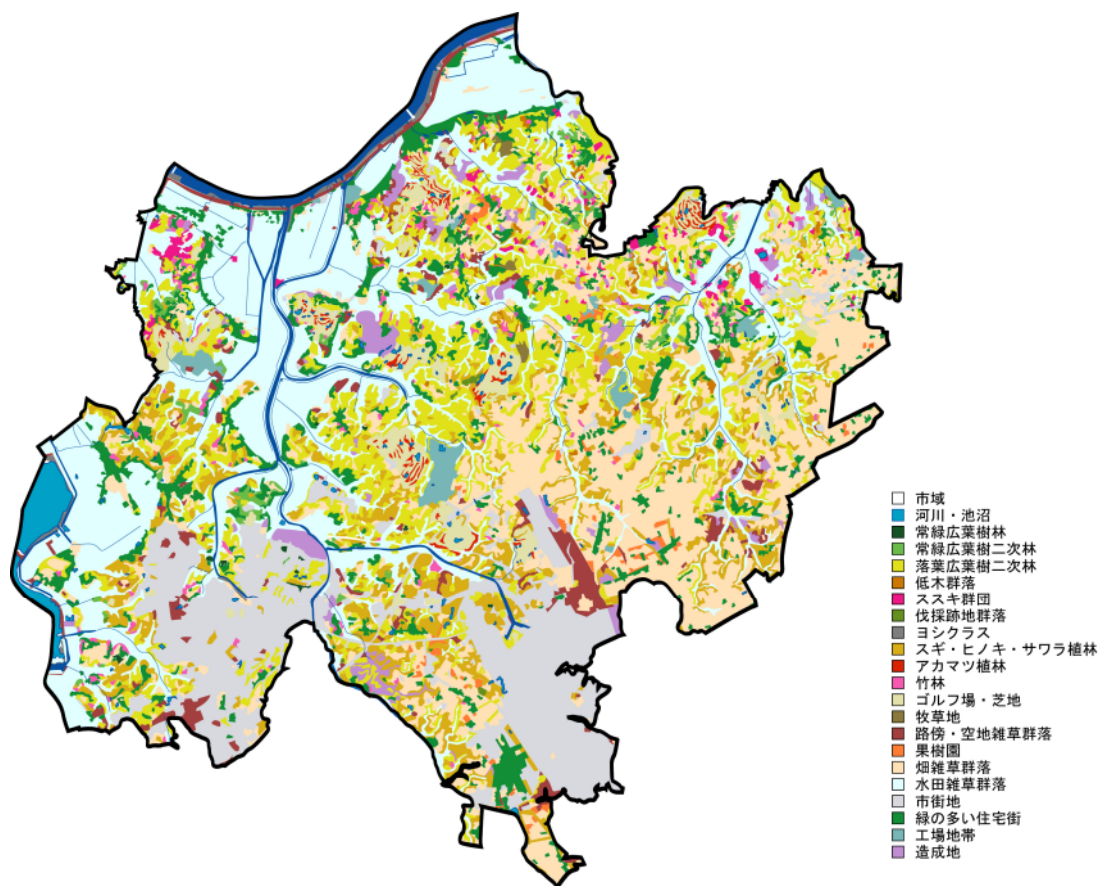 市域
河川・池沼
常緑広葉樹林
常緑広葉樹二次林
落葉広葉樹二次林
低木群落
ススキ群団
伐採跡地群落
ヨシクラス
スギ・ヒノキ・サワラ植林
アカマツ植林
竹林
ゴルフ場・芝地
牧草地
路傍・空地雑草群落
果樹園
畑雑草群落
水田雑草群落
市街地
緑の多い住宅街
工場地帯
造成地